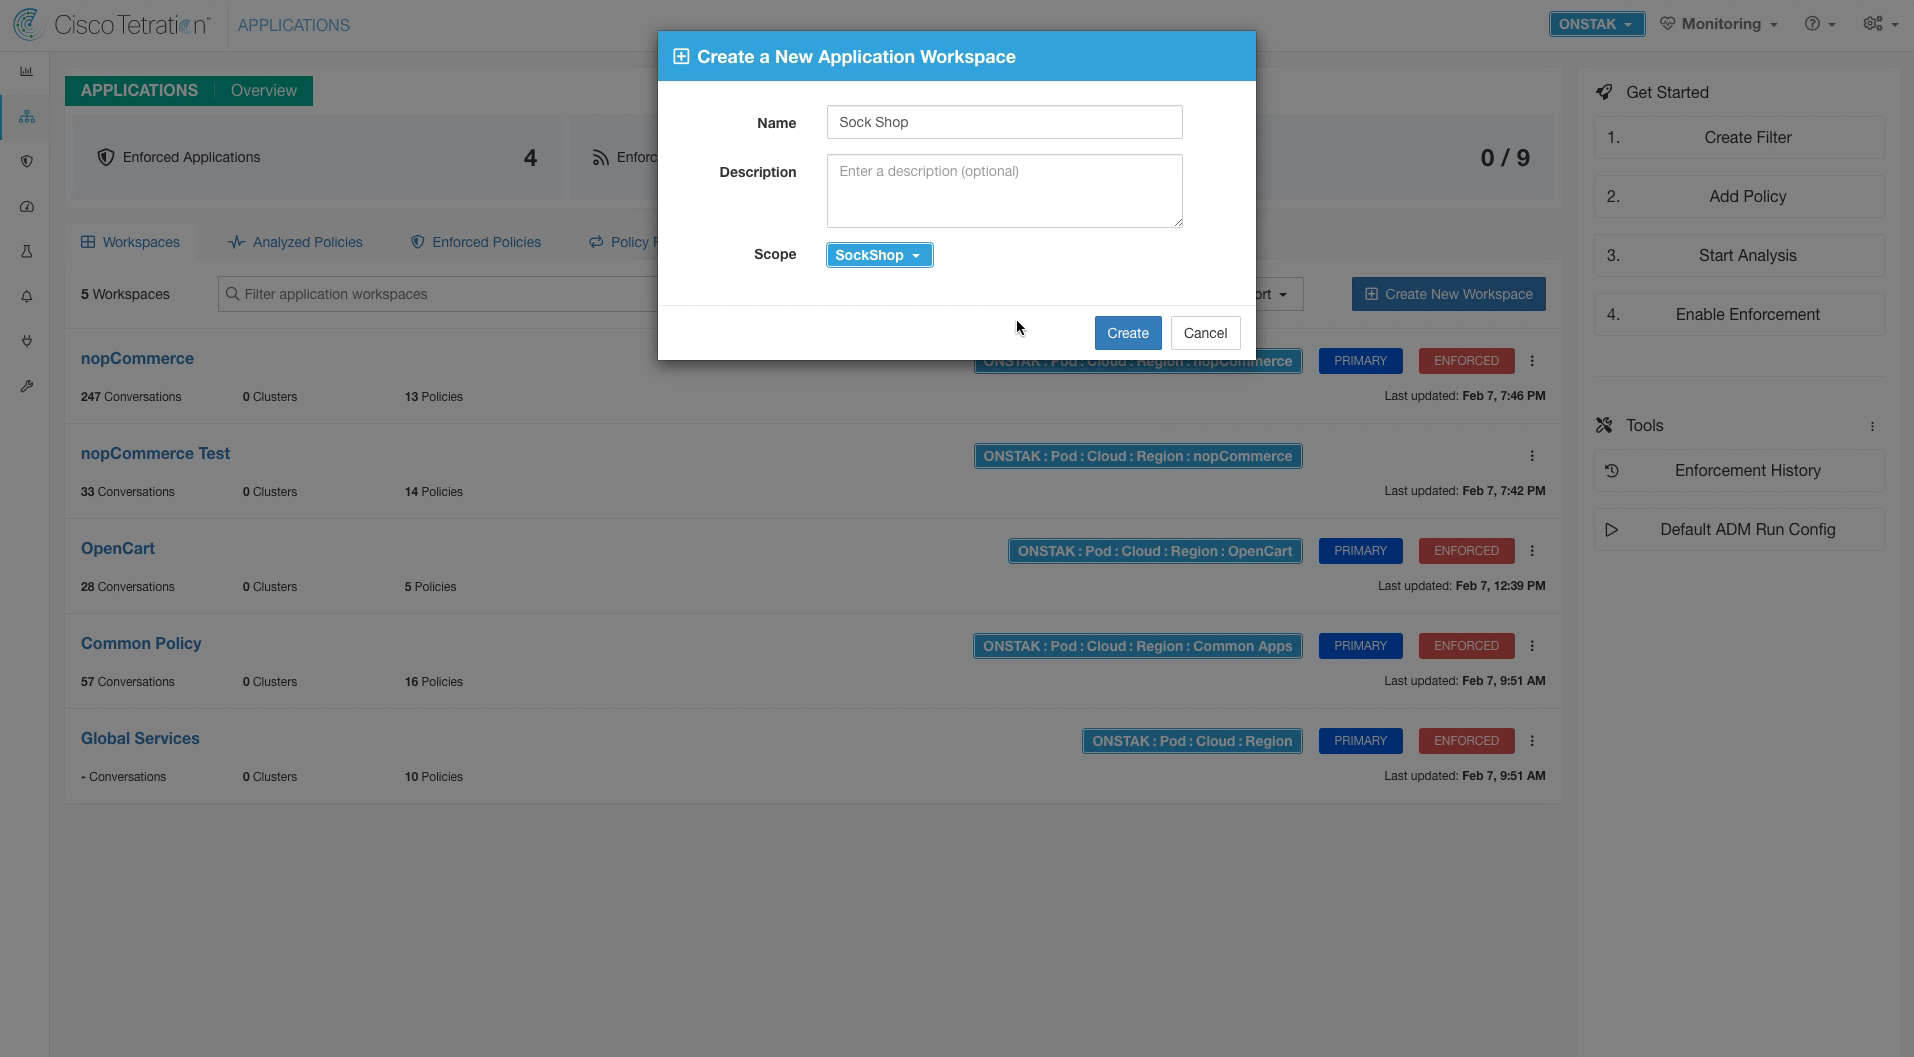 Cisco Tetration™
APPLICATIONS
ONSTAK
Monitoring
Create a New Application Workspace
Name
Sock Shop
Description
Enter a description (optional)
Scope
SockShop
Create
Cancel
APPLICATIONS
Overview
Enforced Applications
4
0 / 9
Workspaces
Analyzed Policies
Enforced Policies
Policy
5 Workspaces
Filter application workspaces
Create New Workspace
nopCommerce
ONSTAK : Pod : Cloud : Region : nopCommerce
PRIMARY
ENFORCED
247 Conversations
0 Clusters
13 Policies
Last updated: Feb 7, 7:46 PM
nopCommerce Test
ONSTAK : Pod : Cloud : Region : nopCommerce
33 Conversations
0 Clusters
14 Policies
Last updated: Feb 7, 7:42 PM
OpenCart
ONSTAK : Pod : Cloud : Region : OpenCart
PRIMARY
ENFORCED
28 Conversations
0 Clusters
5 Policies
Last updated: Feb 7, 12:39 PM
Common Policy
ONSTAK : Pod : Cloud : Region : Common Apps
PRIMARY
ENFORCED
57 Conversations
0 Clusters
16 Policies
Last updated: Feb 7, 9:51 AM
Global Services
ONSTAK : Pod : Cloud : Region
PRIMARY
ENFORCED
- Conversations
0 Clusters
10 Policies
Last updated: Feb 7, 9:51 AM
Get Started
1. Create Filter
2. Add Policy
3. Start Analysis
4. Enable Enforcement
Tools
Enforcement History
Default ADM Run Config